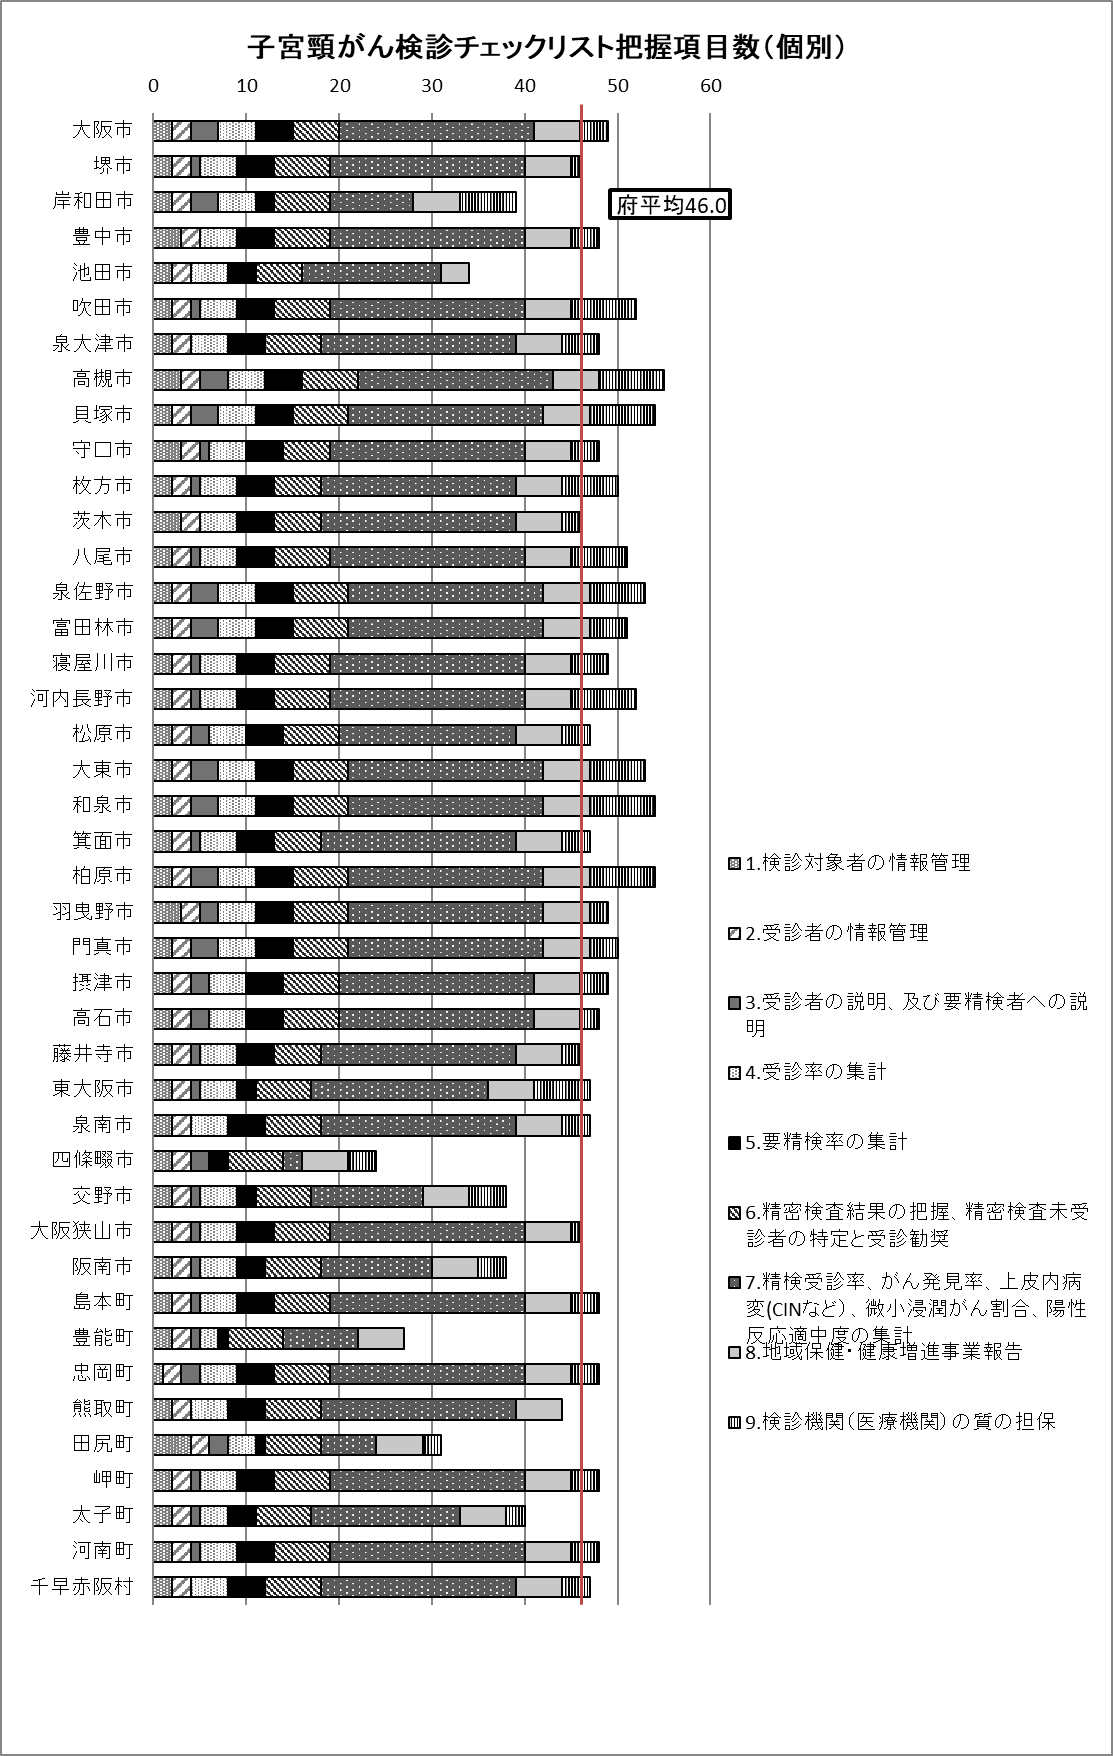 子宮頸がん検診チェックリスト把握項目数（個別）
0 10 20 30 40 50 60
大阪市
堺市
岸和田市
府平均46.0
豊中市
池田市
吹田市
泉大津市
高槻市
貝塚市
守口市
枚方市
茨木市
八尾市
泉佐野市
富田林市
寝屋川市
河内長野市
松原市
大東市
和泉市
箕面市
柏原市
羽曳野市
門真市
摂津市
高石市
藤井寺市
東大阪市
泉南市
四條畷市
交野市
大阪狭山市
阪南市
島本町
豊能町
忠岡町
熊取町
田尻町
岬町
太子町
河南町
千早赤阪村
1.検診対象者の情報管理
2.受診者の情報管理
3.受診者の説明、及び要精検者への説
明
4.受診率の集計
5.要精検率の集計
6.精密検査結果の把握、精密検査未受
診者の特定と受診勧奨
7.精検受診率、がん発見率、上皮内病
変(CINなど）、微小浸潤がん割合、陽性
反応適中度の集計
8.地域保健・健康増進事業報告
9.検診機関（医療機関）の質の担保